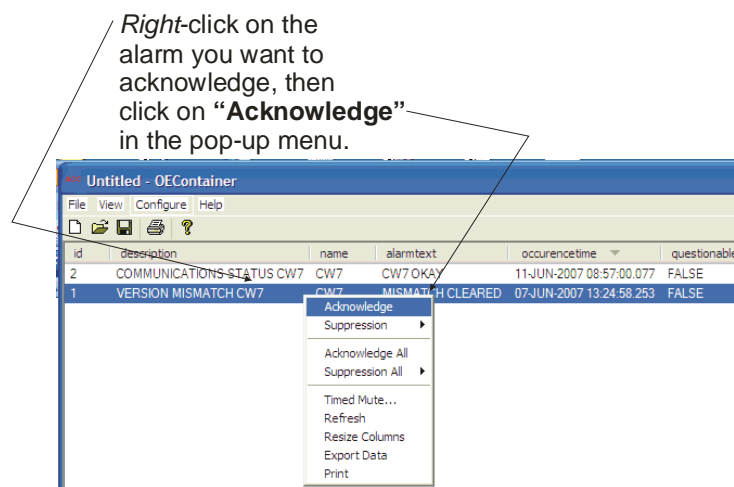 Right-click on the
alarm you want to
acknowledge, then
click on “Acknowledge”
in the pop-up menu.
Untitled - OEContainer
File View Configure Help
id description name alarmtext occurencetime questionable
2 COMMUNICATIONS STATUS CW7 CW7 CW7 OKAY 11-JUN-2007 08:57:00.077 FALSE
1 VERSION MISMATCH CW7 CW7 MISMATCH CLEARED 07-JUN-2007 13:24:58.253 FALSE
Acknowledge
Suppression
Acknowledge All
Suppression All
Timed Mute...
Refresh
Resize Columns
Export Data
Print